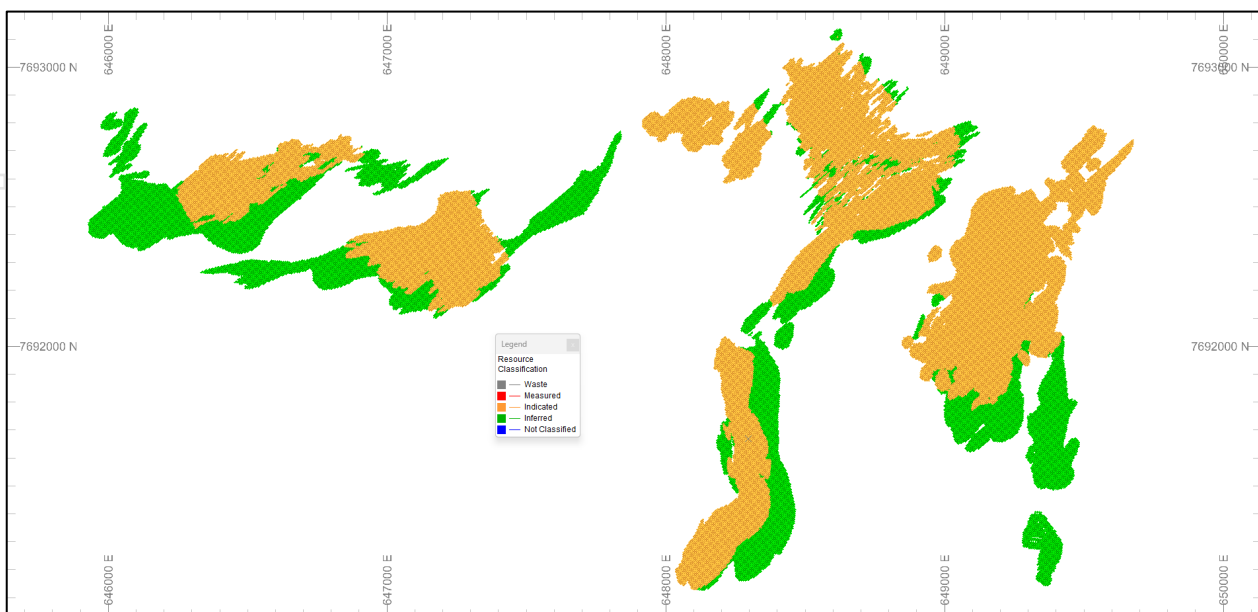 646000 E
647000 E
648000 E
649000 E
650000 E
7693000 N
7693000 N
7692000 N
7692000 N
Legend
Resource
Classification
Waste
Measured
Indicated
Inferred
Not Classified
646000 E
647000 E
648000 E
649000 E
650000 E